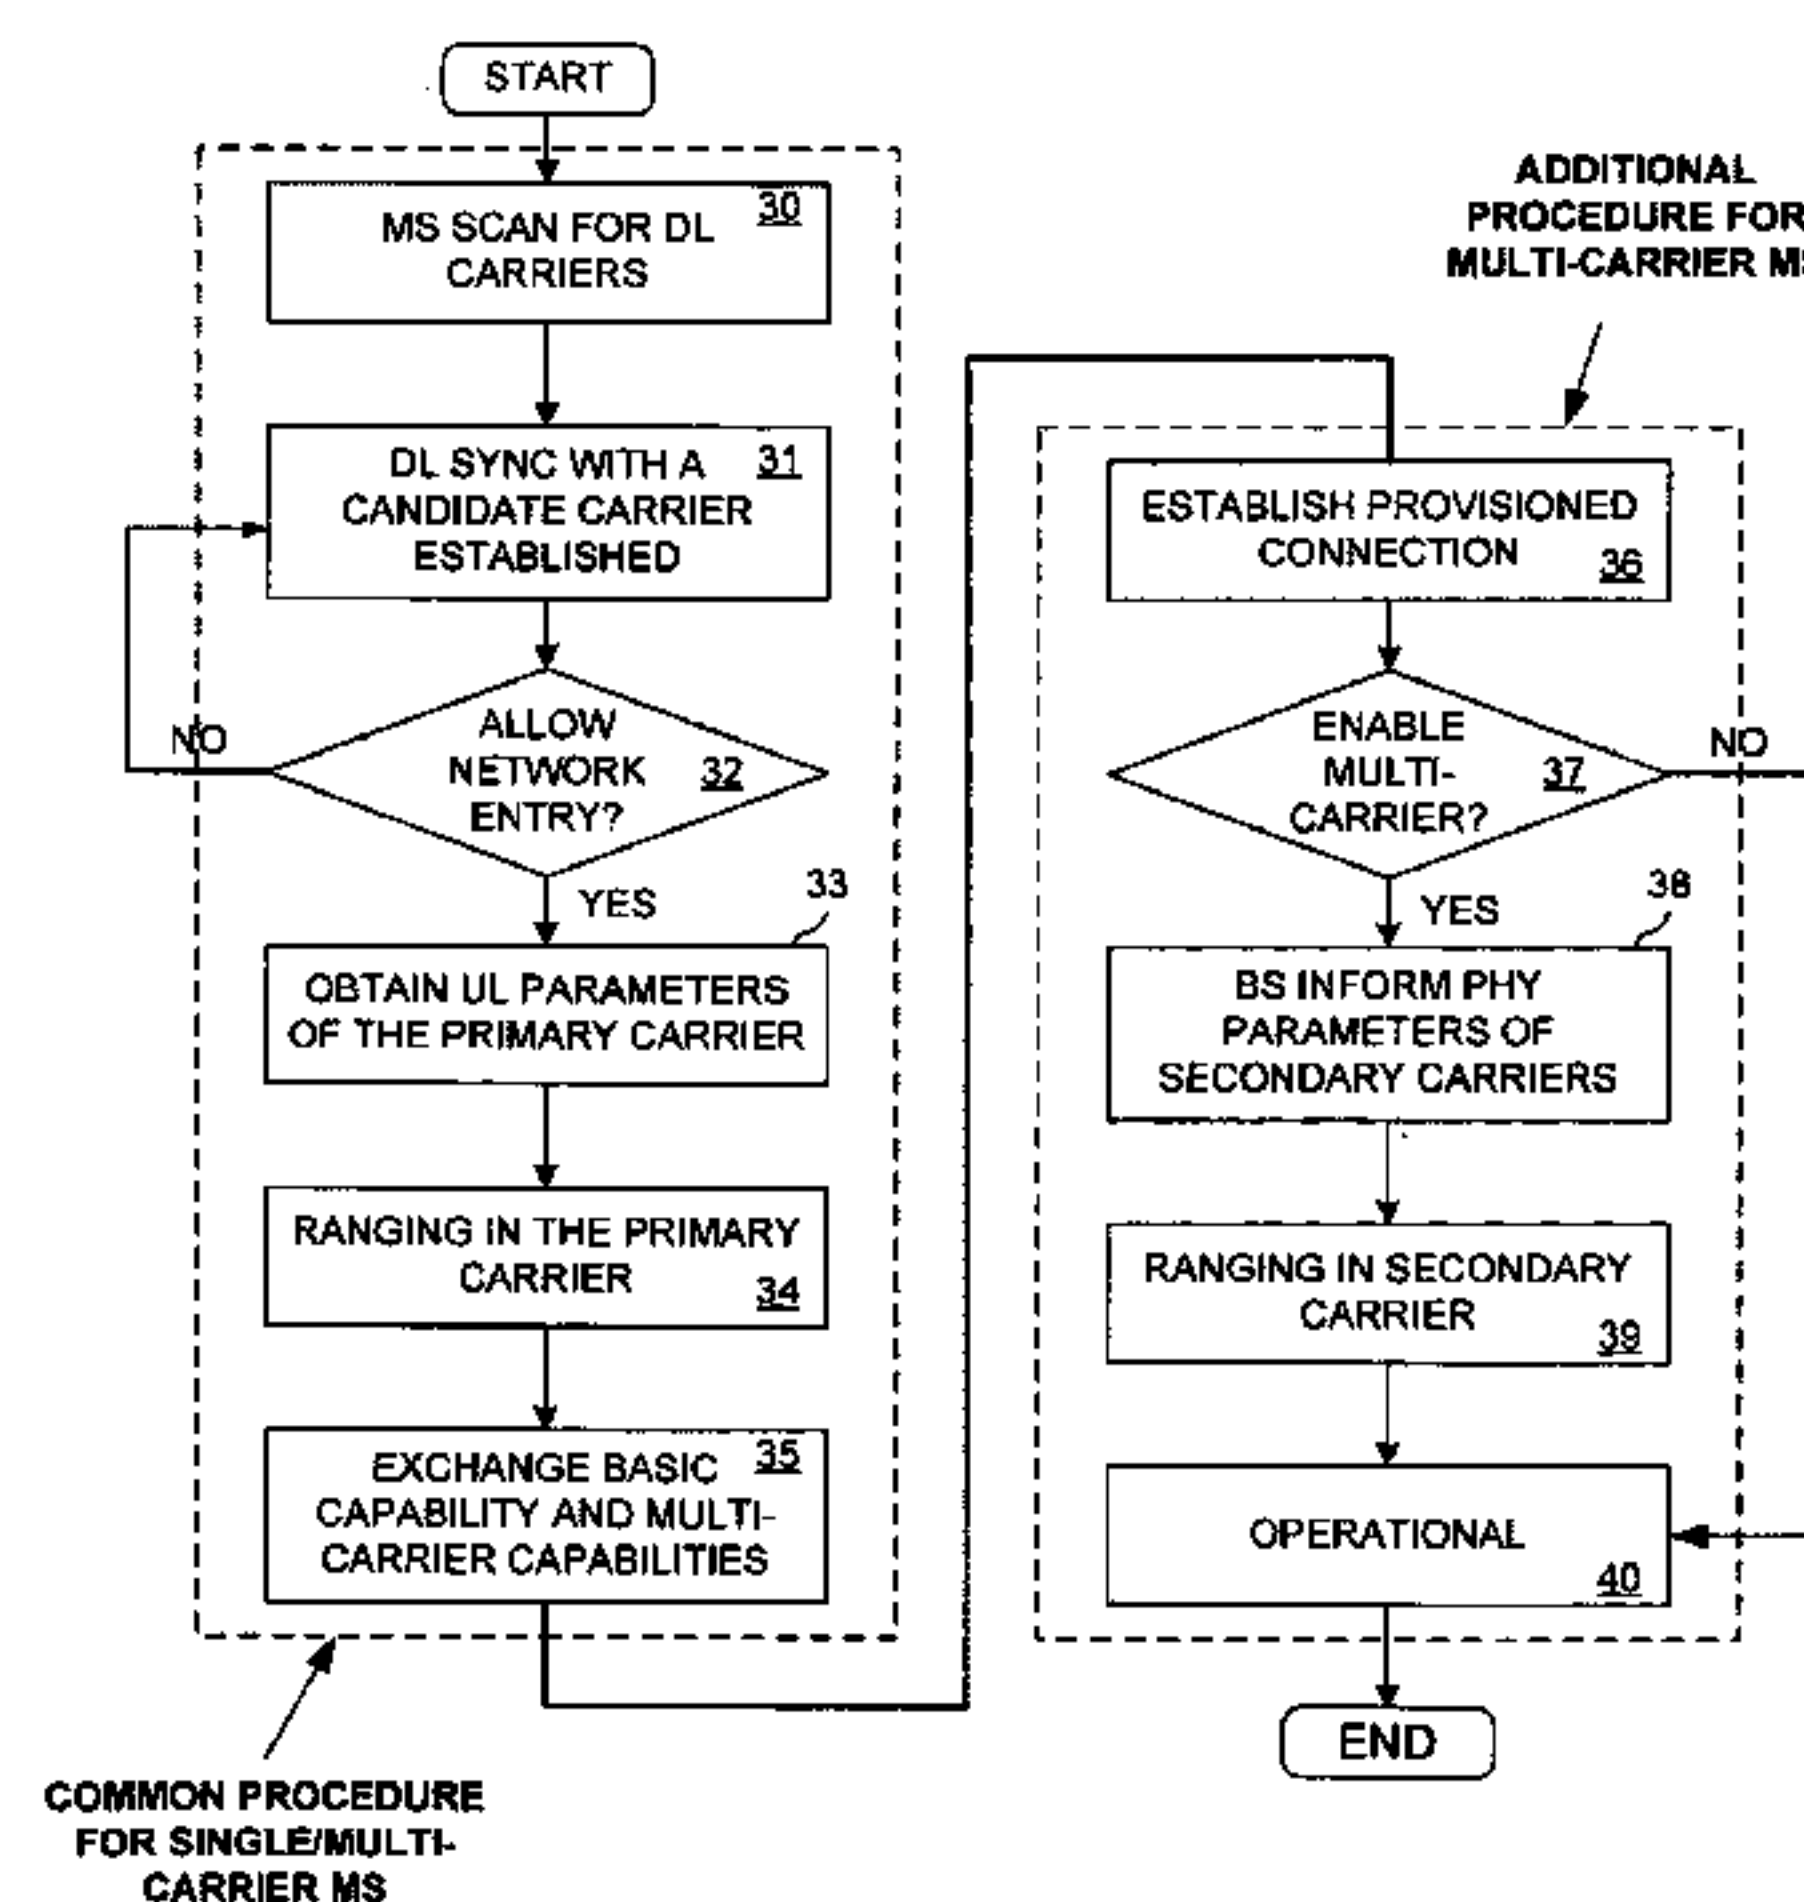 START
30
MS SCAN FOR DL
CARRIERS
31
DL SYNC WITH A
CANDIDATE CARRIER
ESTABLISHED
NO
ALLOW
NETWORK
ENTRY?
32
YES
33
OBTAIN UL PARAMETERS
OF THE PRIMARY CARRIER
RANGING IN THE PRIMARY
CARRIER
34
35
EXCHANGE BASIC
CAPABILITY AND MULTI-
CARRIER CAPABILITIES
COMMON PROCEDURE
FOR SINGLE/MULTI-
CARRIER MS
ADDITIONAL
PROCEDURE FOR
MULTI-CARRIER MS
ESTABLISH PROVISIONED
CONNECTION
36
ENABLE
MULTI-
CARRIER?
37
NO
YES
38
BS INFORM PHY
PARAMETERS OF
SECONDARY CARRIERS
RANGING IN SECONDARY
CARRIER
39
OPERATIONAL
40
END